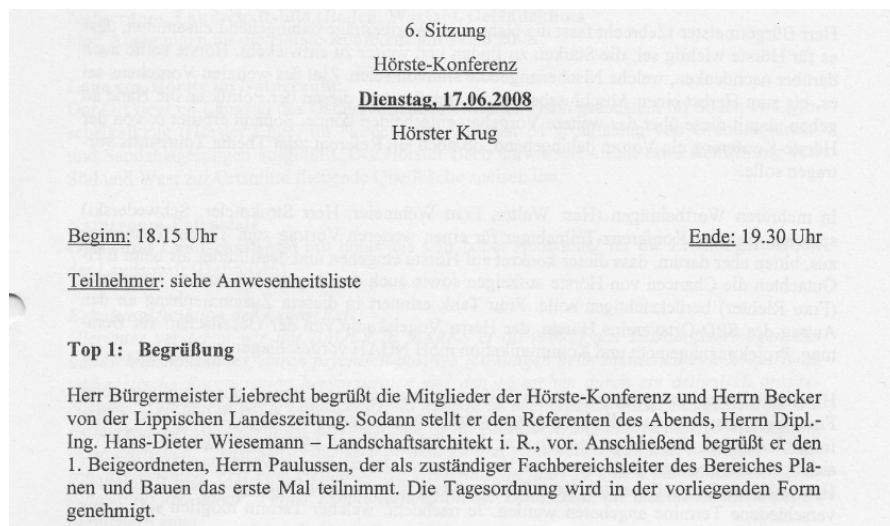 6. Sitzung
Hörste-Konferenz
Dienstag, 17.06.2008
Hörster Krug
Beginn: 18.15 Uhr Ende: 19.30 Uhr
Teilnehmer: siehe Anwesenheitsliste
Top 1: Begrüßung
Herr Bürgermeister Liebrecht begrüßt die Mitglieder der Hörste-Konferenz und Herrn Becker
von der Lippischen Landeszeitung. Sodann stellt er den Referenten des Abends, Herrn Dipl.-
Ing. Hans-Dieter Wiesemann – Landschaftsarchitekt i. R., vor. Anschließend begrüßt er den
1. Beigeordneten, Herrn Paulussen, der als zuständiger Fachbereichsleiter des Bereiches Pla-
nen und Bauen das erste Mal teilnimmt. Die Tagesordnung wird in der vorliegenden Form
genehmigt.